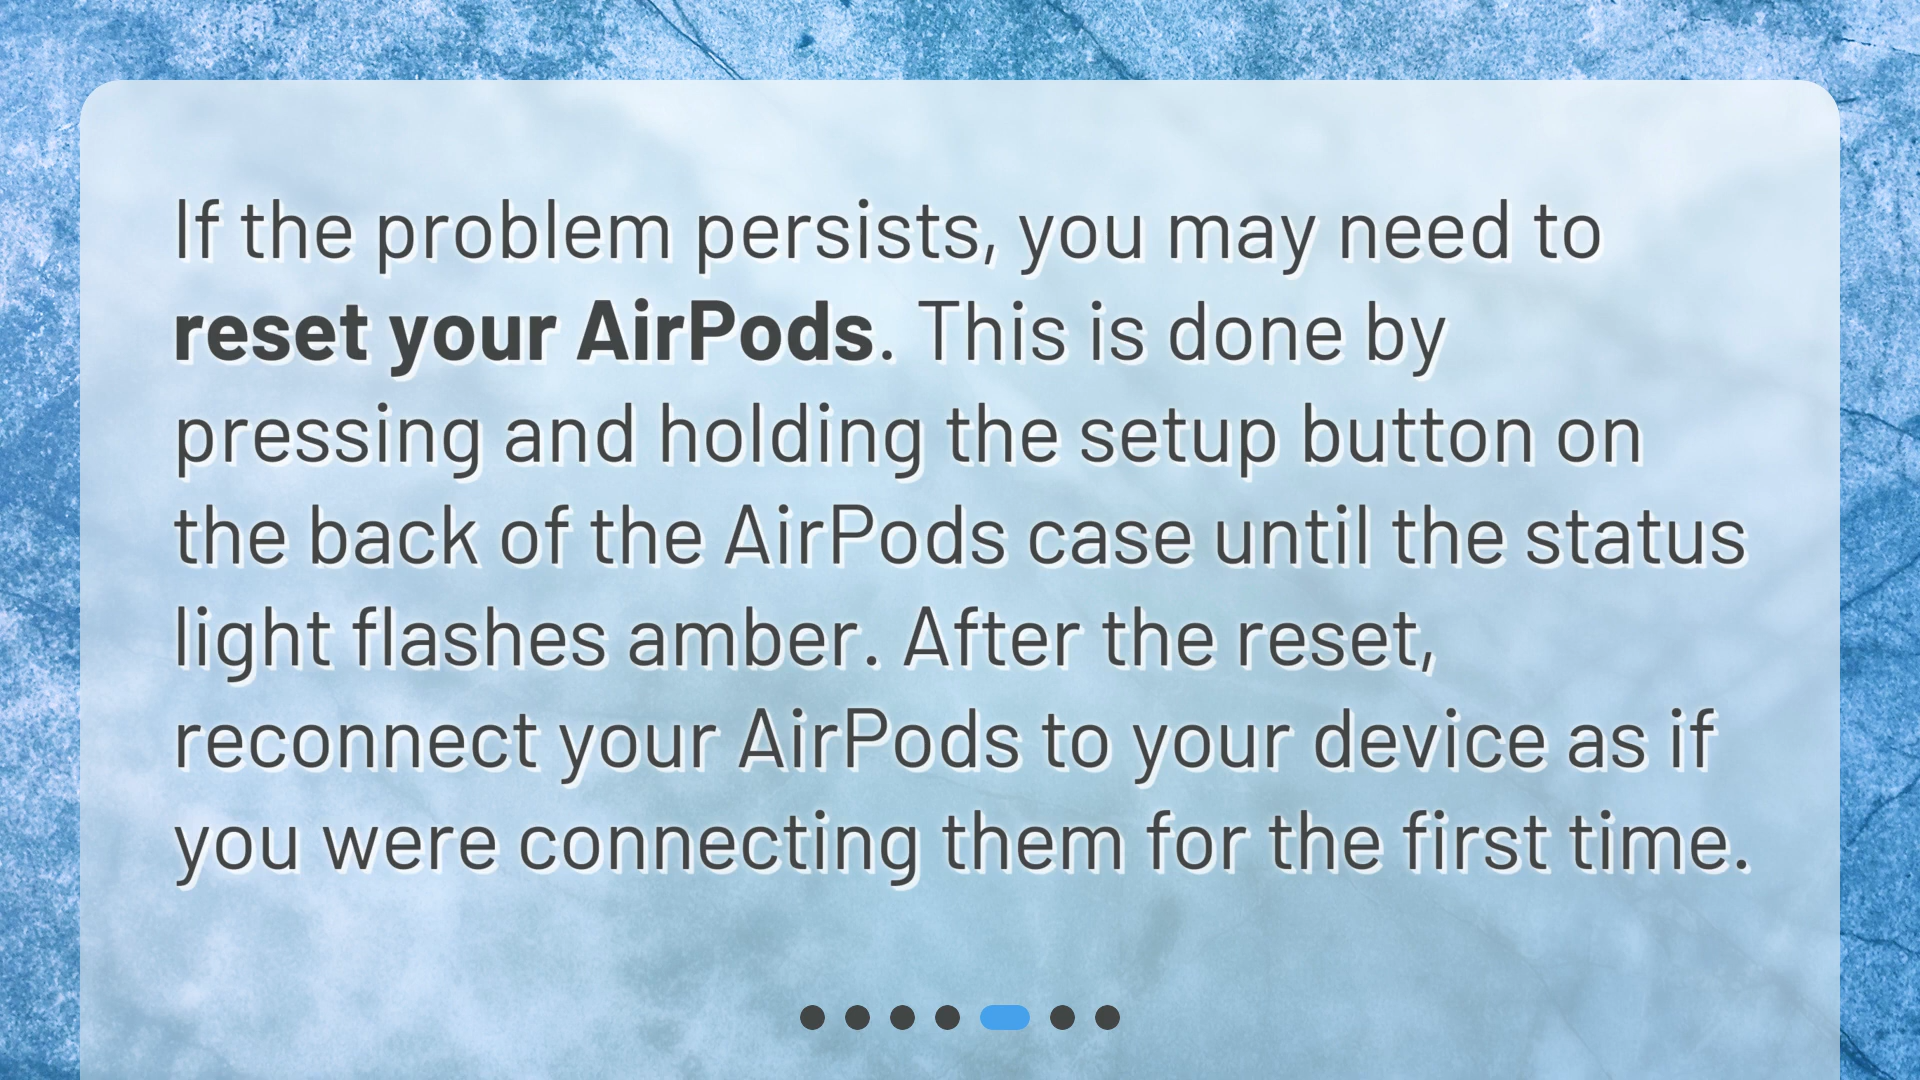 If the problem persists, you may need to
reset your AirPods. This is done by
pressing and holding the setup button on
the back of the AirPods case until the status
light flashes amber. After the reset,
reconnect your AirPods to your device as if
you were connecting them for the first time.